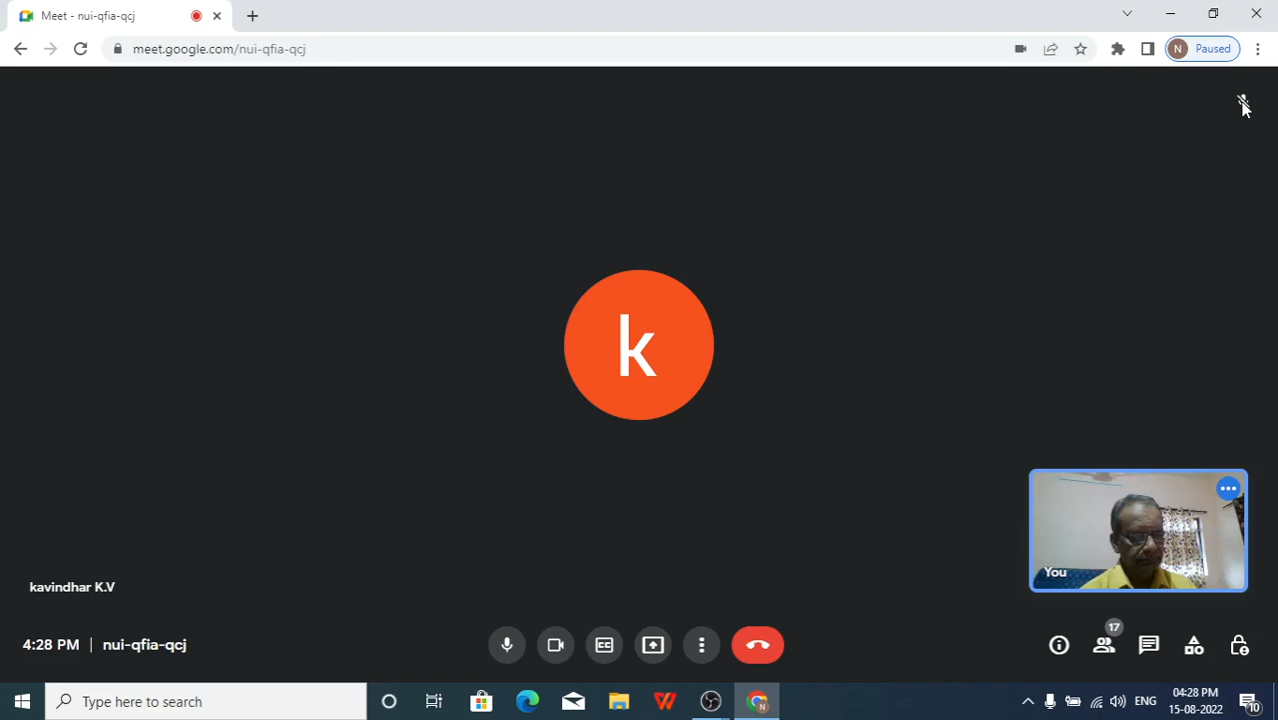 Meet - nui-qfia-qcj
meet.google.com/nui-qfia-qcj
N Paused
k
You
kavindhar K.V
4:28 PM | nui-qfia-qcj
CC
17
Type here to search
N
ENG
04:28 PM
15-08-2022
10